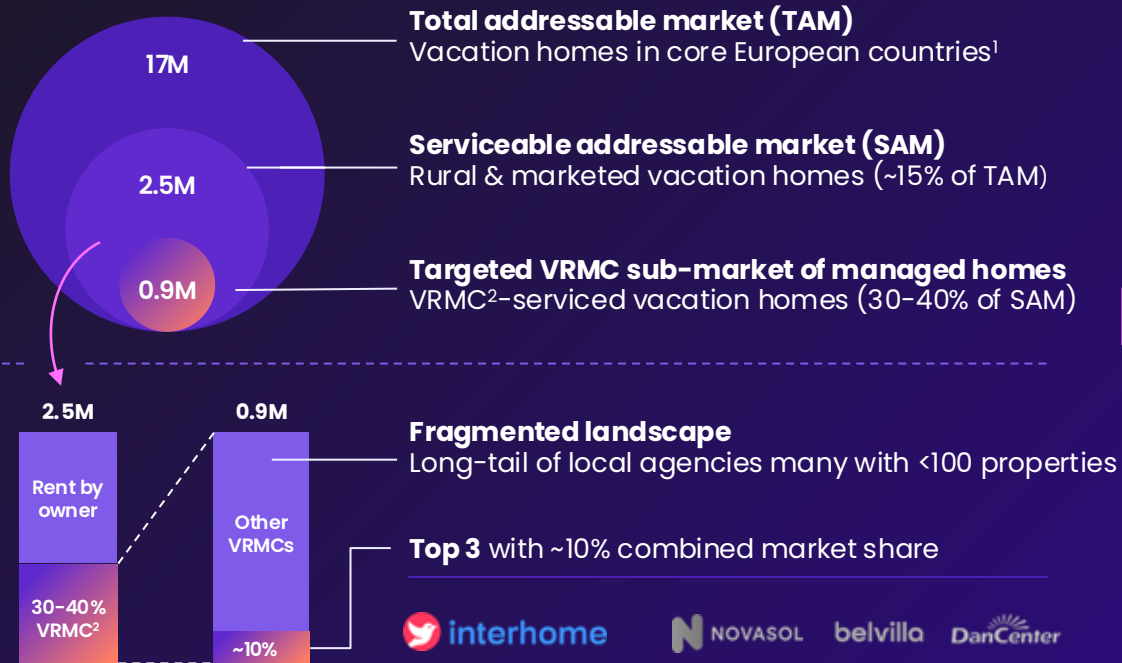 Total addressable market (TAM)
Vacation homes in core European countries¹
17M
Serviceable addressable market (SAM)
Rural & marketed vacation homes (~15% of TAM)
2.5M
Targeted VRMC sub-market of managed homes
VRMC²-serviced vacation homes (30-40% of SAM)
0.9M
2.5M
Rent by
owner
30-40%
VRMC²
0.9M
Other
VRMCs
~10%
Fragmented landscape
Long-tail of local agencies many with <100 properties
Top 3 with ~10% combined market share
interhome
NOVASOL
belvilla
DanCenter